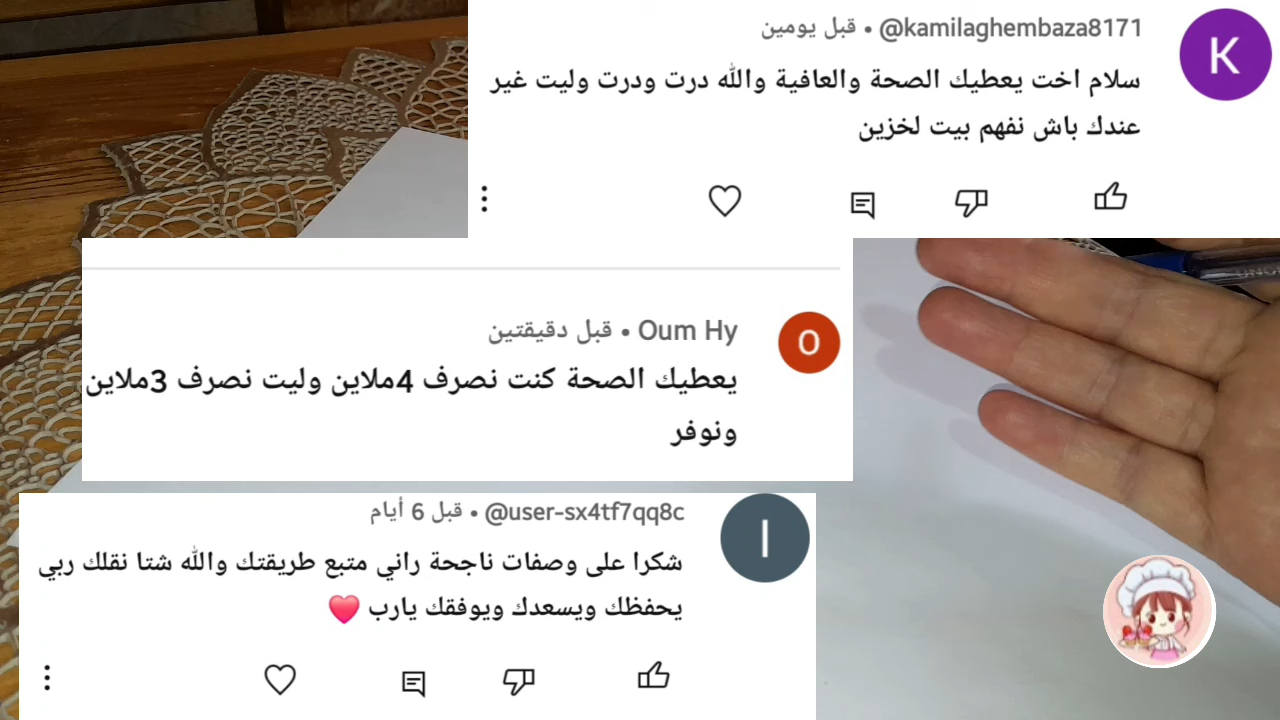 @kamilaghembaza8171 • قبل يومين
K
سلام اخت يعطيك الصحة والعافية والله درت ودرت وليت غير
عندك باش نفهم بيت لخزين
Oum Hy • قبل دقيقتين
O
يعطيك الصحة كنت نصرف 4ملاين وليت نصرف 3ملاين
ونوفر
@user-sx4tf7qq8c • قبل 6 أيام
I
شكرا على وصفات ناجحة راني متبع طريقتك والله شتا نقلك ربي
يحفظك ويسعدك ويوفقك يارب ❤️